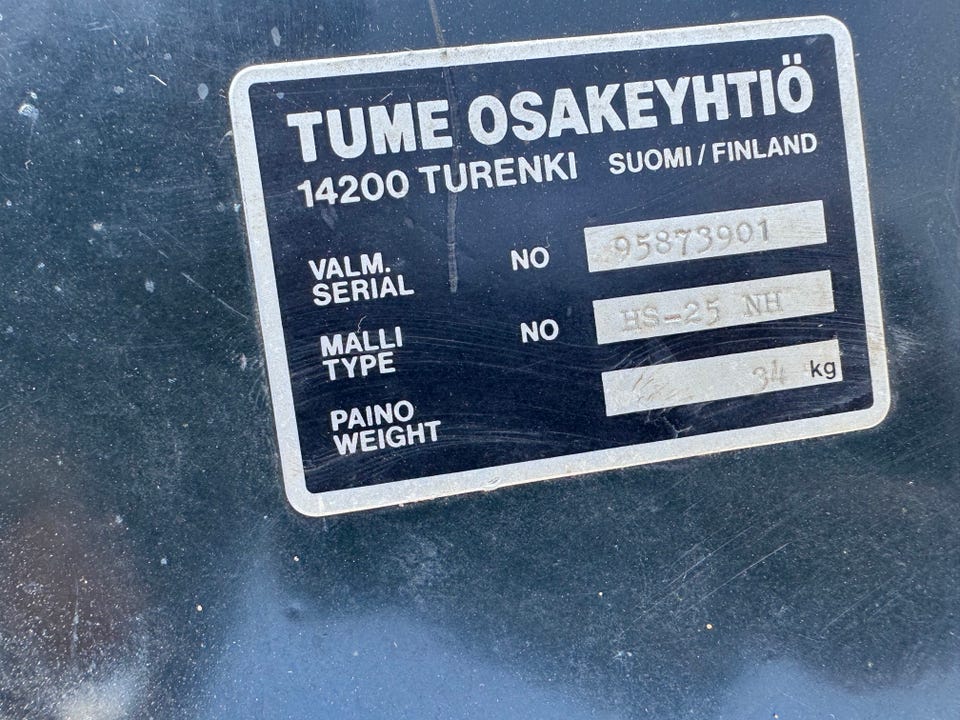 TUME OSAKEYHTIÖ
14200 TURENKI SUOMI / FINLAND
VALM.
SERIAL NO 95873901
MALLI
TYPE NO HS-25 NH
PAINO
WEIGHT 34 kg